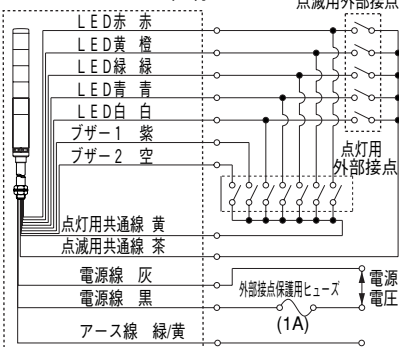 点滅用外部接点
LED赤 赤
LED黄 橙
LED緑 緑
LED青 青
LED白 白
ブザー1 紫
ブザー2 空
点灯用
外部接点
点灯用共通線 黄
点滅用共通線 茶
電源線 灰
電源線 黒
外部接点保護用ヒューズ
(1A)
電源
電圧
アース線 緑/黄